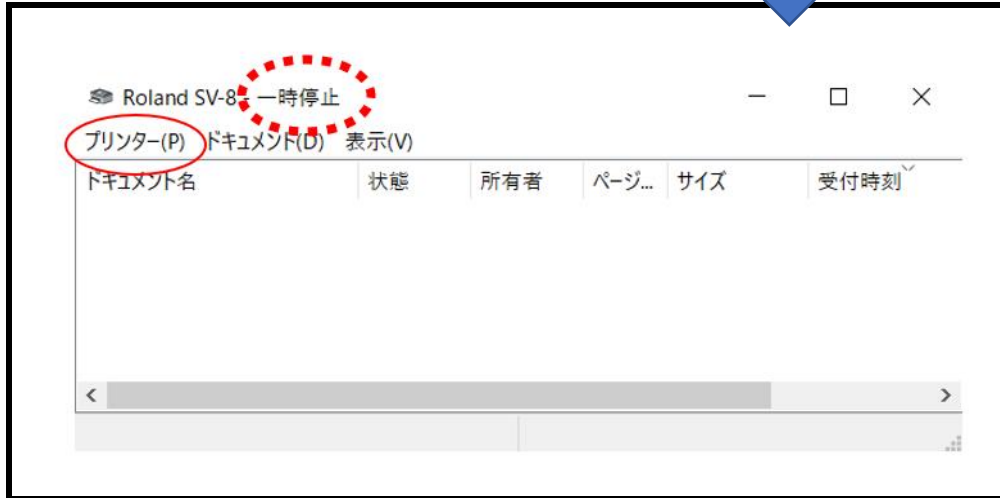 Roland SV-8 - 一時停止
プリンター(P) ドキュメント(D) 表示(V)
ドキュメント名 状態 所有者 ページ... サイズ 受付時刻